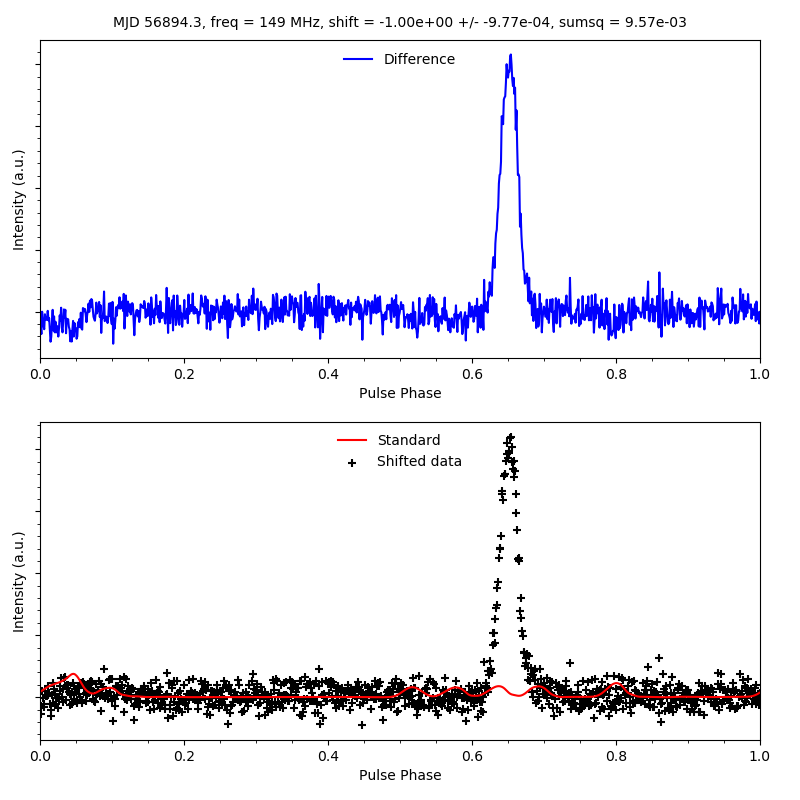 MJD 56894.3, freq = 149 MHz, shift = -1.00e+00 +/- -9.77e-04, sumsq = 9.57e-03
Difference
Intensity (a.u.)
0.0 0.2 0.4 0.6 0.8 1.0
Pulse Phase
Standard
Shifted data
Intensity (a.u.)
0.0 0.2 0.4 0.6 0.8 1.0
Pulse Phase